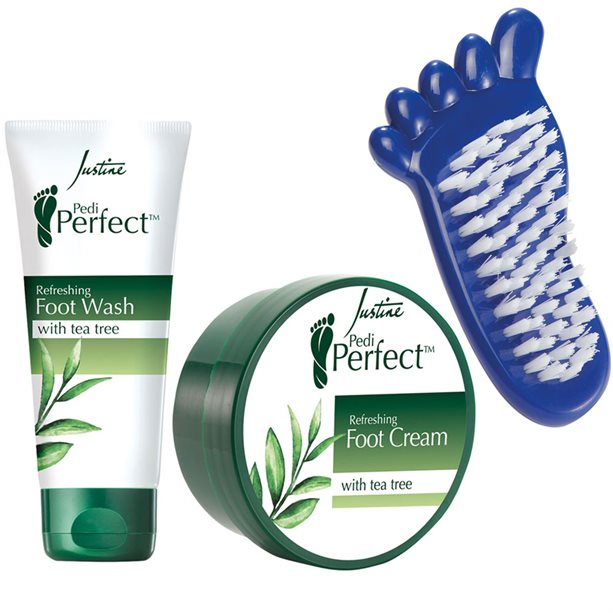 Justine
Pedi
Perfect™
Refreshing
Foot Wash
with tea tree
Justine
Pedi
Perfect™
Refreshing
Foot Cream
with tea tree